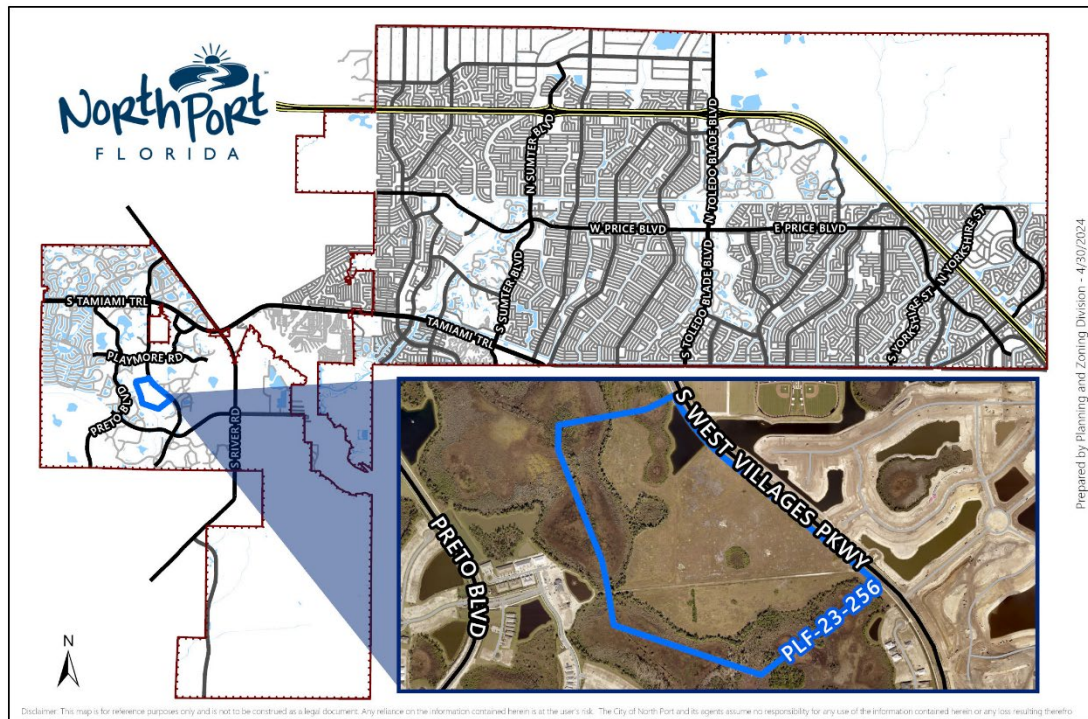 NorthPort
FLORIDA
N SUMTER BLVD
N TOLEDO BLADE BLVD
W PRICE BLVD
E PRICE BLVD
N YORKSHIRE ST
S TAMIAMI TRL
S SUMTER BLVD
S TOLEDO BLADE BLVD
S YORKSHIRE ST
TAMIAMI TRL
PLAYMORE RD
PRETO BLVD
S RIVER RD
S WEST VILLAGES PKWY
PRETO BLVD
PLF-23-256
N
Prepared by Planning and Zoning Division - 4/30/2024
Disclaimer: This map is for reference purposes only and is not to be construed as a legal document. Any reliance on the information contained herein is at the user's risk. The City of North Port and its agents assume no responsibility for any use of the information contained herein or any loss resulting therefro